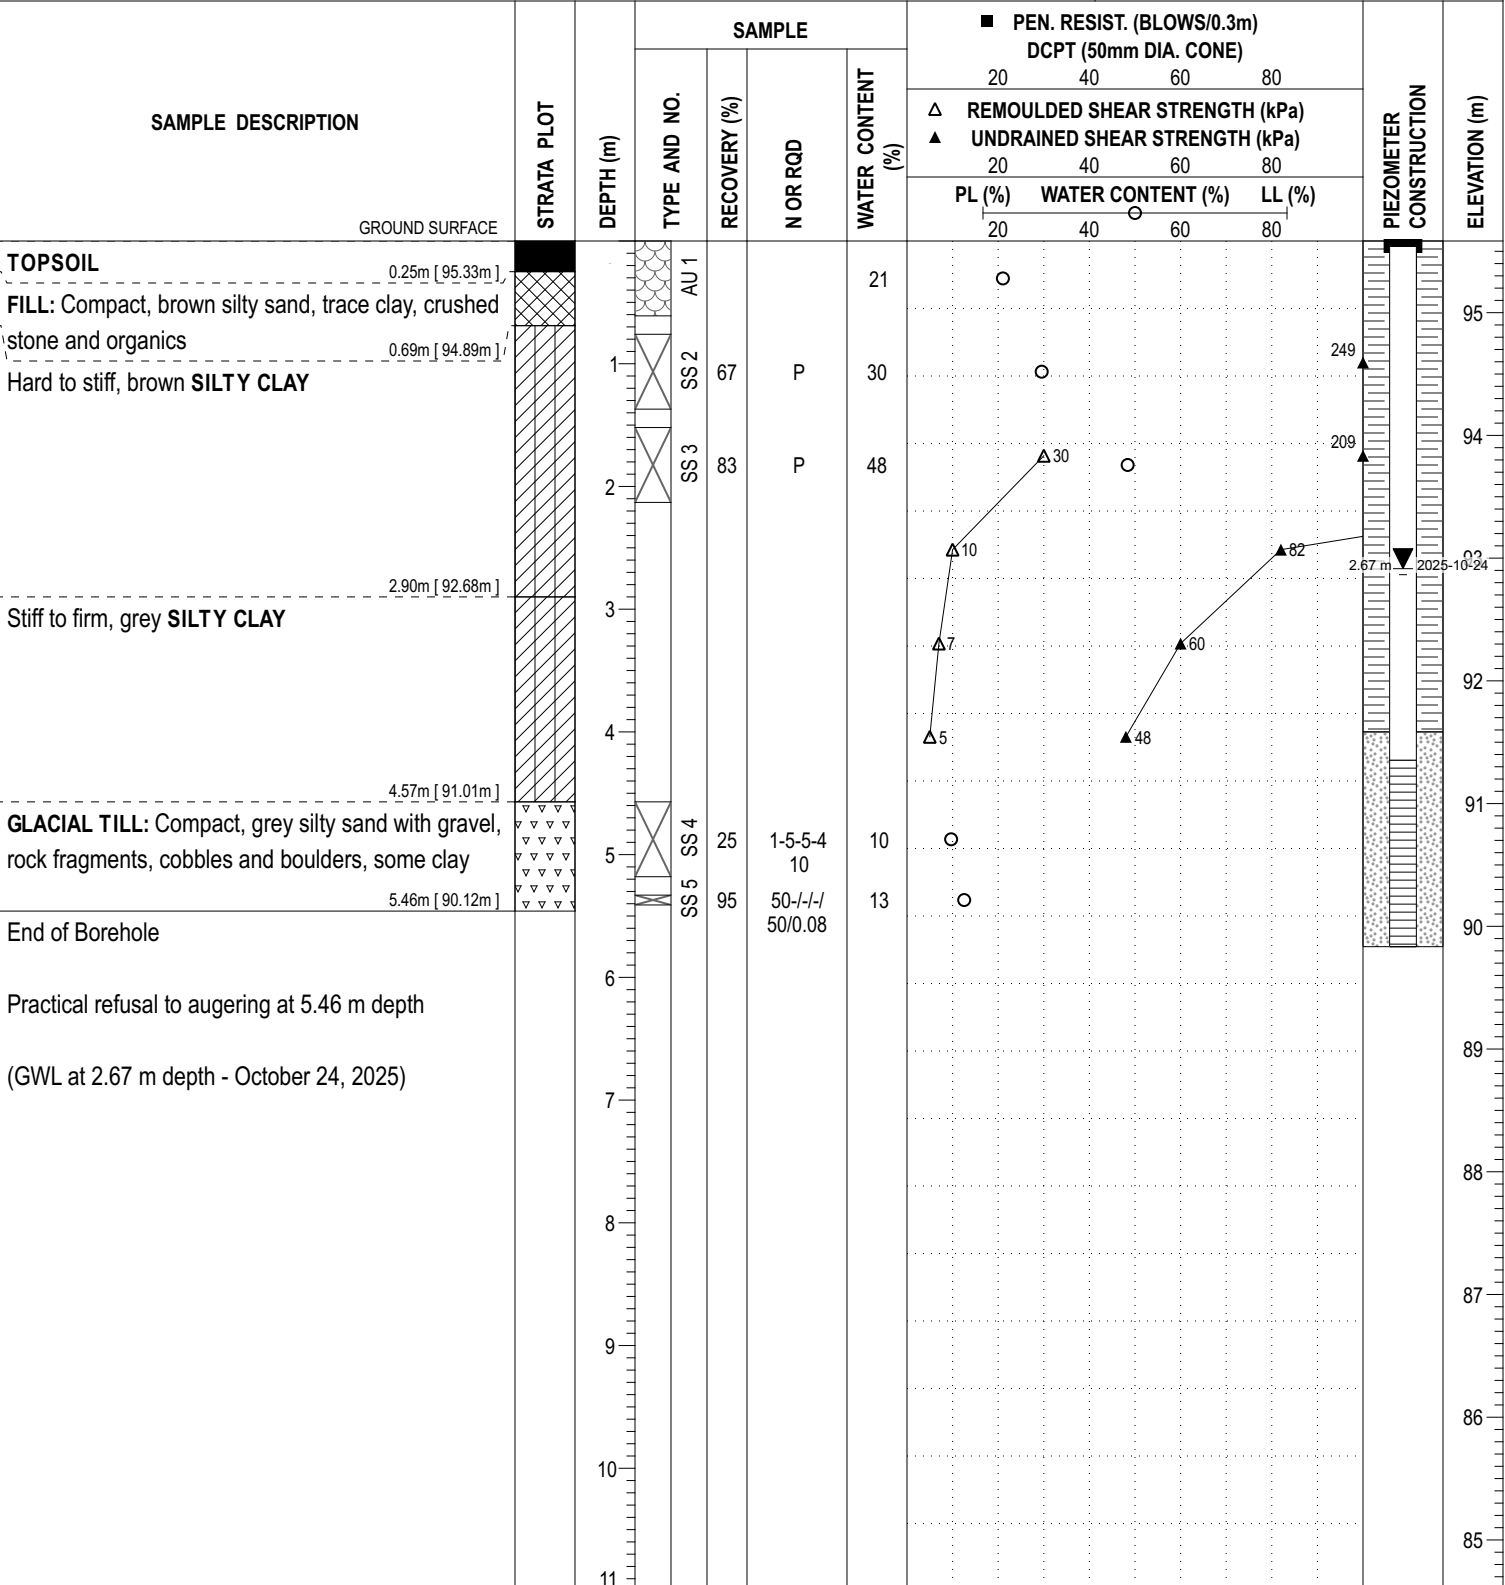 SAMPLE DESCRIPTION
GROUND SURFACE
STRATA PLOT
DEPTH (m)
SAMPLE
TYPE AND NO.
RECOVERY (%)
N OR RQD
WATER CONTENT
(%)
■ PEN. RESIST. (BLOWS/0.3m)
DCPT (50mm DIA. CONE)
20 40 60 80
△ REMOULDED SHEAR STRENGTH (kPa)
▲ UNDRAINED SHEAR STRENGTH (kPa)
20 40 60 80
PL (%) WATER CONTENT (%) LL (%)
20 40 60 80
PIEZOMETER
CONSTRUCTION
ELEVATION (m)
TOPSOIL
0.25m [ 95.33m ]
FILL: Compact, brown silty sand, trace clay, crushed
stone and organics
0.69m [ 94.89m ]
Hard to stiff, brown SILTY CLAY
2.90m [ 92.68m ]
Stiff to firm, grey SILTY CLAY
4.57m [ 91.01m ]
GLACIAL TILL: Compact, grey silty sand with gravel,
rock fragments, cobbles and boulders, some clay
5.46m [ 90.12m ]
End of Borehole
Practical refusal to augering at 5.46 m depth
(GWL at 2.67 m depth - October 24, 2025)
1
2
3
4
5
6
7
8
9
10
11
AU 1 21
SS 2 67 P 30
SS 3 83 P 48
SS 4 25 1-5-5-4 10
10
SS 5 95 50-/-/-/ 13
50/0.08
249
209
30
10
82
7
60
5
48
2.67 m
2025-10-24
95
94
93
92
91
90
89
88
87
86
85